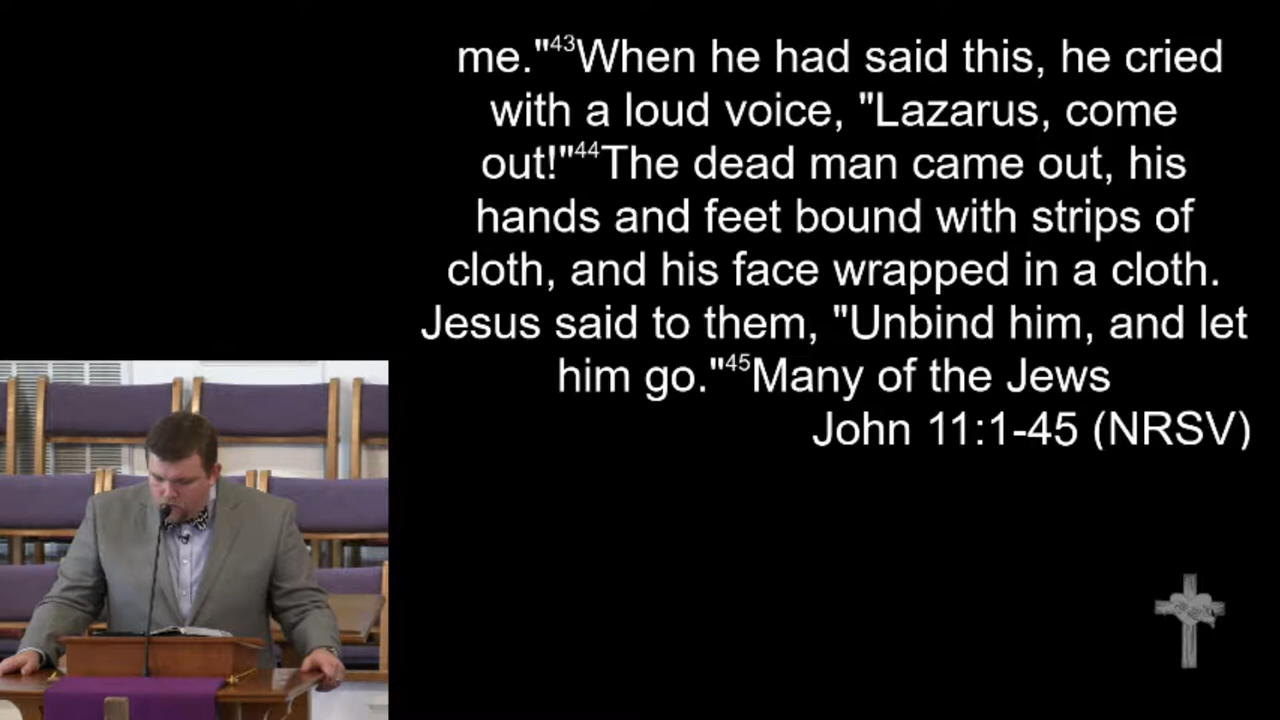 me."43When he had said this, he cried
with a loud voice, "Lazarus, come
out!"44The dead man came out, his
hands and feet bound with strips of
cloth, and his face wrapped in a cloth.
Jesus said to them, "Unbind him, and let
him go."45Many of the Jews
John 11:1-45 (NRSV)